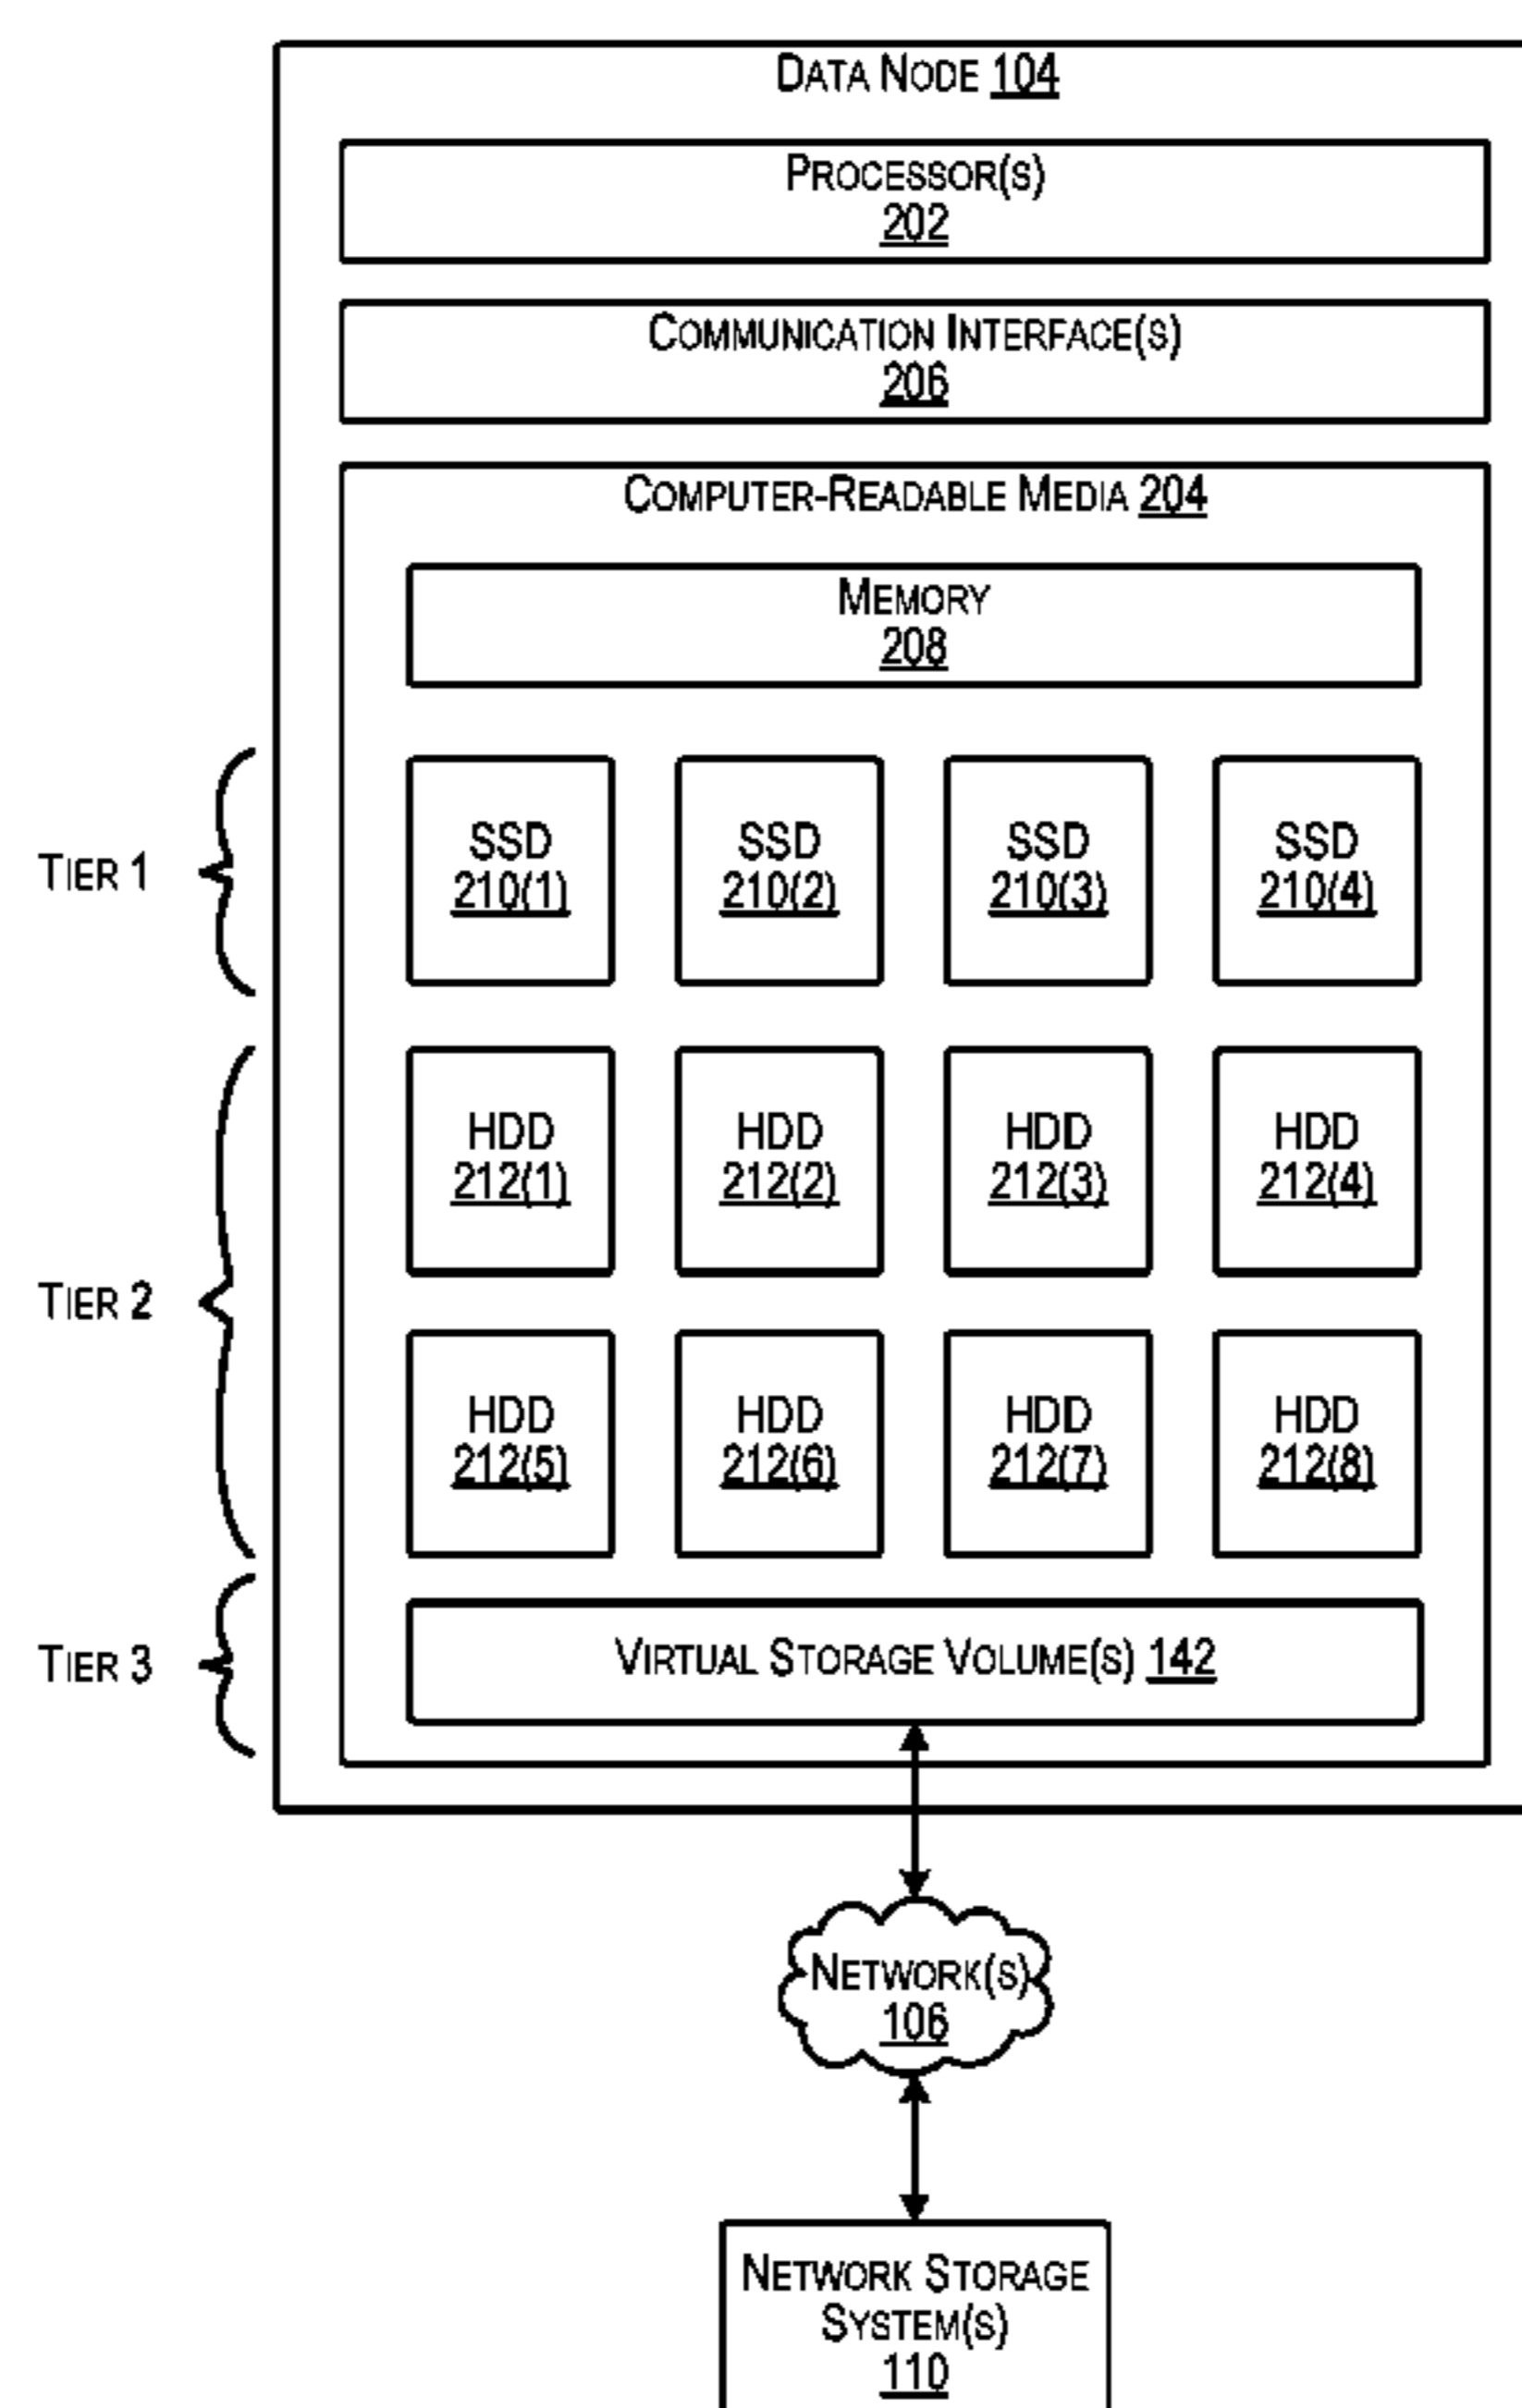 DATA NODE 104
PROCESSOR(S)
202
COMMUNICATION INTERFACE(S)
206
COMPUTER-READABLE MEDIA 204
MEMORY
208
TIER 1
SSD
210(1)
SSD
210(2)
SSD
210(3)
SSD
210(4)
TIER 2
HDD
212(1)
HDD
212(2)
HDD
212(3)
HDD
212(4)
HDD
212(5)
HDD
212(6)
HDD
212(7)
HDD
212(8)
TIER 3
VIRTUAL STORAGE VOLUME(S) 142
NETWORK(S)
106
NETWORK STORAGE
SYSTEM(S)
110